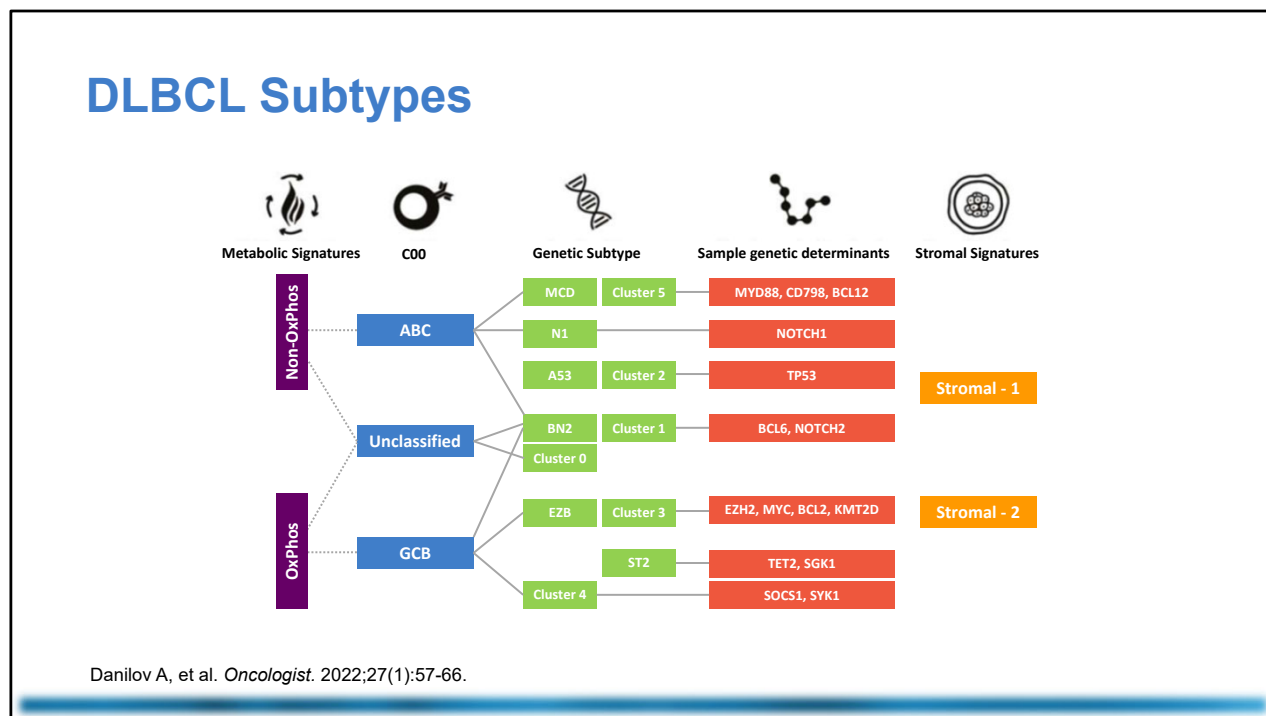 DLBCL Subtypes
Metabolic Signatures
C00
Genetic Subtype
Sample genetic determinants
Stromal Signatures
Non-OxPhos
OxPhos
ABC
Unclassified
GCB
MCD
Cluster 5
MYD88, CD798, BCL12
N1
NOTCH1
A53
Cluster 2
TP53
Stromal - 1
BN2
Cluster 1
BCL6, NOTCH2
Cluster 0
EZB
Cluster 3
EZH2, MYC, BCL2, KMT2D
Stromal - 2
ST2
TET2, SGK1
Cluster 4
SOCS1, SYK1
Danilov A, et al. Oncologist. 2022;27(1):57-66.